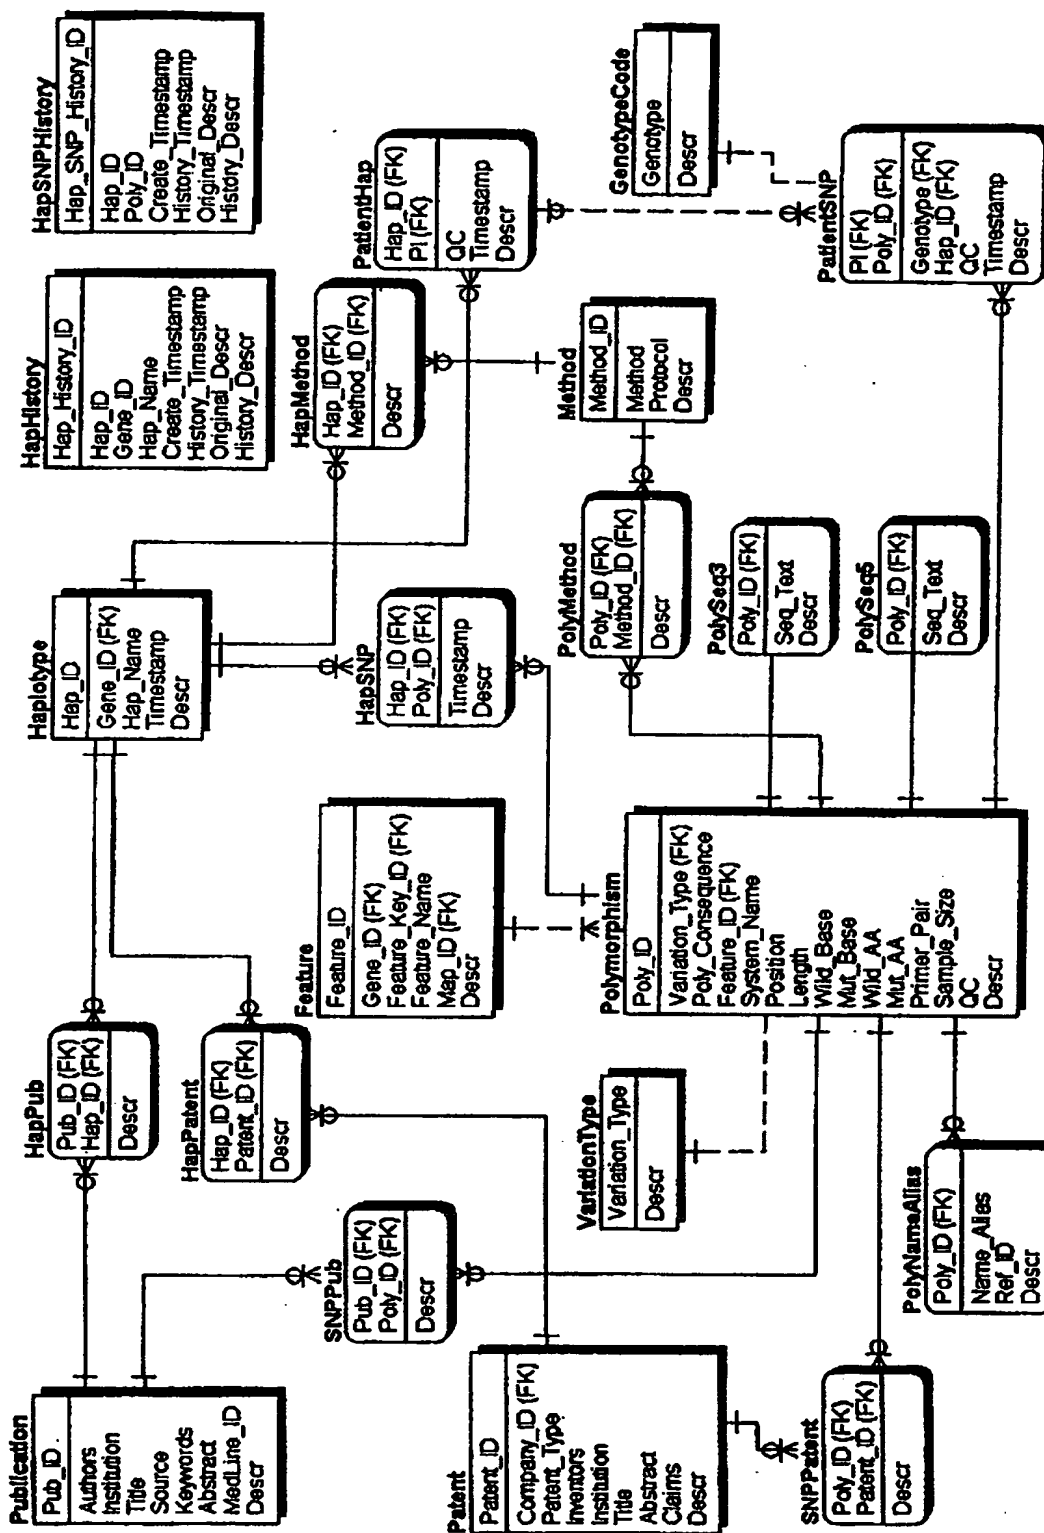 Publication
Pub_ID
Authors
Institution
Title
Source
Keywords
Abstract
MedLine_ID
Descr
HapPub
Pub_ID (FK)
Hap_ID (FK)
Descr
Haplotype
Hap_ID
Gene_ID (FK)
Hap_Name
Timestamp
Descr
HapHistory
Hap_History_ID
Hap_ID
Gene_ID
Hap_Name
Create_Timestamp
History_Timestamp
Original_Descr
History_Descr
HapSNPHistory
Hap_SNP_History_ID
Hap_ID
Poly_ID
Create_Timestamp
History_Timestamp
Original_Descr
History_Descr
HapPatent
Hap_ID (FK)
Patent_ID (FK)
Descr
HapMethod
Hap_ID (FK)
Method_ID (FK)
Descr
PatientHap
Hap_ID (FK)
PI (FK)
QC
Timestamp
Descr
SNPPub
Pub_ID (FK)
Poly_ID (FK)
Descr
Feature
Feature_ID
Gene_ID (FK)
Feature_Key_ID (FK)
Feature_Name
Map_ID (FK)
Descr
HapSNP
Hap_ID (FK)
Poly_ID (FK)
Timestamp
Descr
Patent
Patent_ID
Company_ID (FK)
Patent_Type
Inventors
Institution
Title
Abstract
Claims
Descr
VariationType
Variation_Type
Descr
PolyMethod
Poly_ID (FK)
Method_ID (FK)
Descr
Method
Method_ID
Method
Protocol
Descr
GenotypeCode
Genotype
Descr
Polymorphism
Poly_ID
Variation_Type (FK)
Poly_Consequence
Feature_ID (FK)
System_Name
Position
Length
Wild_Base
Mut_Base
Wild_AA
Mut_AA
Primer_Pair
Sample_Size
QC
Descr
PolySeq3
Poly_ID (FK)
Seq_Text
Descr
SNPPatent
Poly_ID (FK)
Patent_ID (FK)
Descr
PolyNameAlias
Poly_ID (FK)
Name_Alias
Ref_ID
Descr
PolySeq5
Poly_ID (FK)
Seq_Text
Descr
PatientSNP
PI (FK)
Poly_ID (FK)
Genotype (FK)
Hap_ID (FK)
QC
Timestamp
Descr